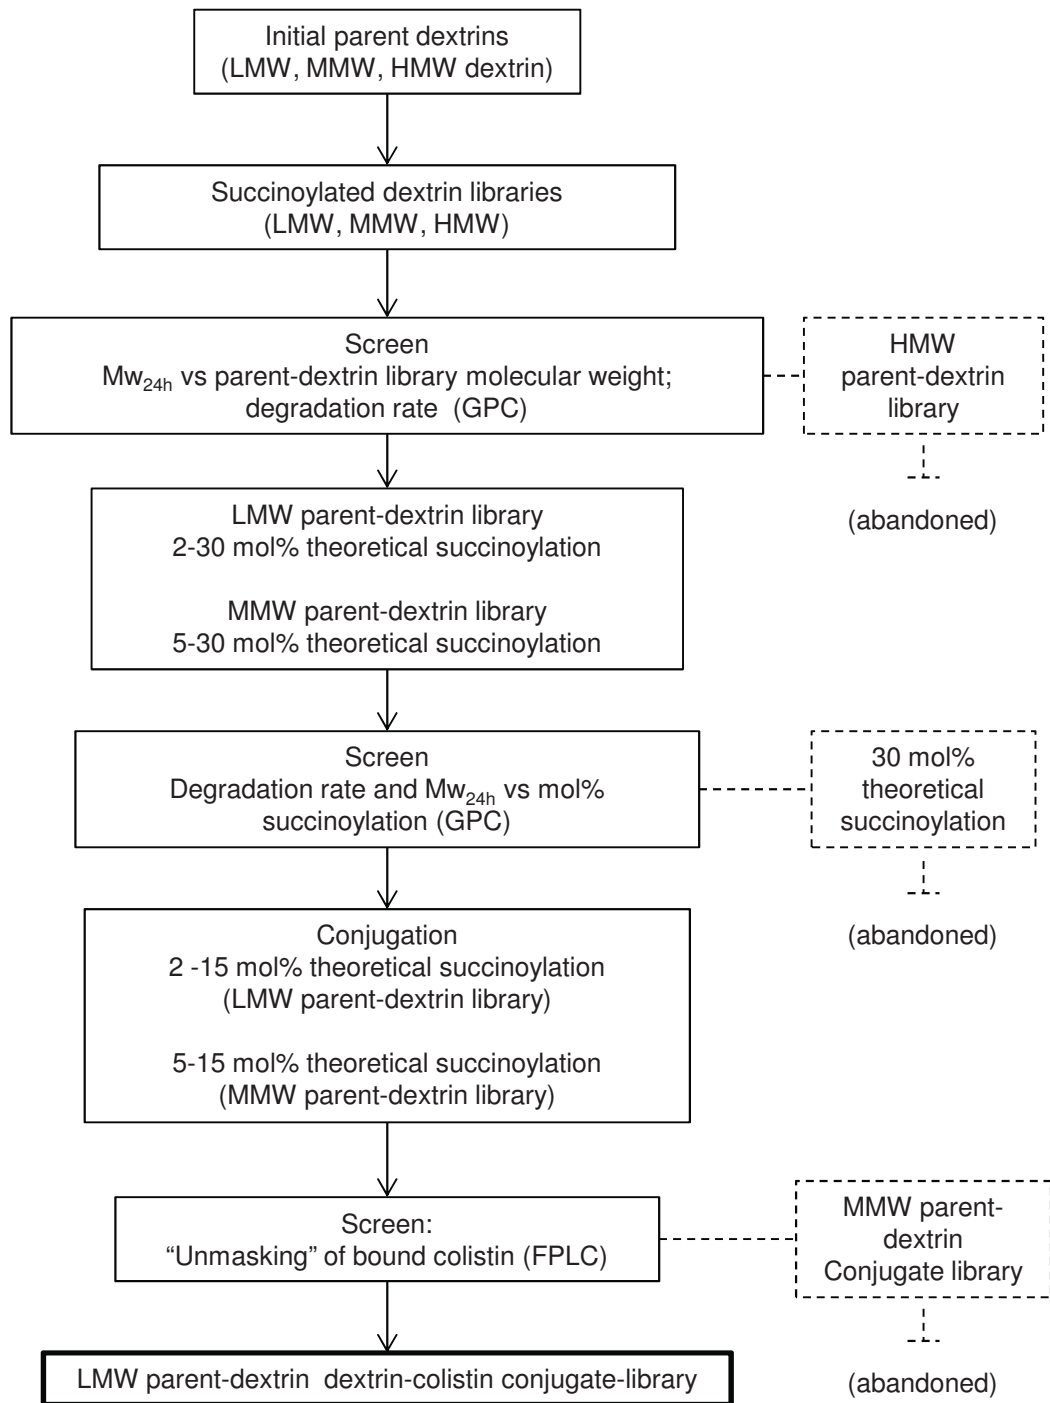 Initial parent dextrins
(LMW, MMW, HMW dextrin)
Succinoylated dextrin libraries
(LMW, MMW, HMW)
Screen
Mw24h vs parent-dextrin library molecular weight;
degradation rate (GPC)
HMW
parent-dextrin
library
(abandoned)
LMW parent-dextrin library
2-30 mol% theoretical succinoylation
MMW parent-dextrin library
5-30 mol% theoretical succinoylation
Screen
Degradation rate and Mw24h vs mol%
succinoylation (GPC)
30 mol%
theoretical
succinoylation
(abandoned)
Conjugation
2 -15 mol% theoretical succinoylation
(LMW parent-dextrin library)
5-15 mol% theoretical succinoylation
(MMW parent-dextrin library)
Screen:
“Unmasking” of bound colistin (FPLC)
MMW parent-
dextrin
Conjugate library
(abandoned)
LMW parent-dextrin dextrin-colistin conjugate-library